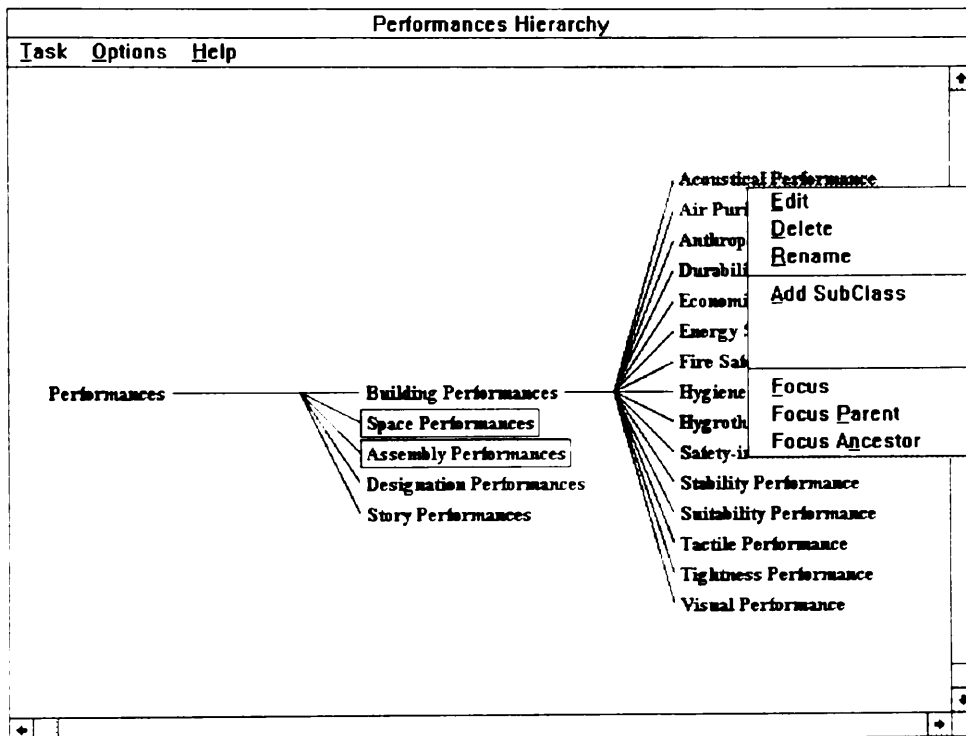 Performances Hierarchy
Task Options Help
Acoustical Performance
Air Puri
Anthrop
Durabili
Economi
Energy S
Fire Safe
Hygiene
Hygroth
Safety-in
Stability Performance
Suitability Performance
Tactile Performance
Tightness Performance
Visual Performance
Edit
Delete
Rename
Add SubClass
Focus
Focus Parent
Focus Ancestor
Performances
Building Performances
Space Performances
Assembly Performances
Designation Performances
Story Performances